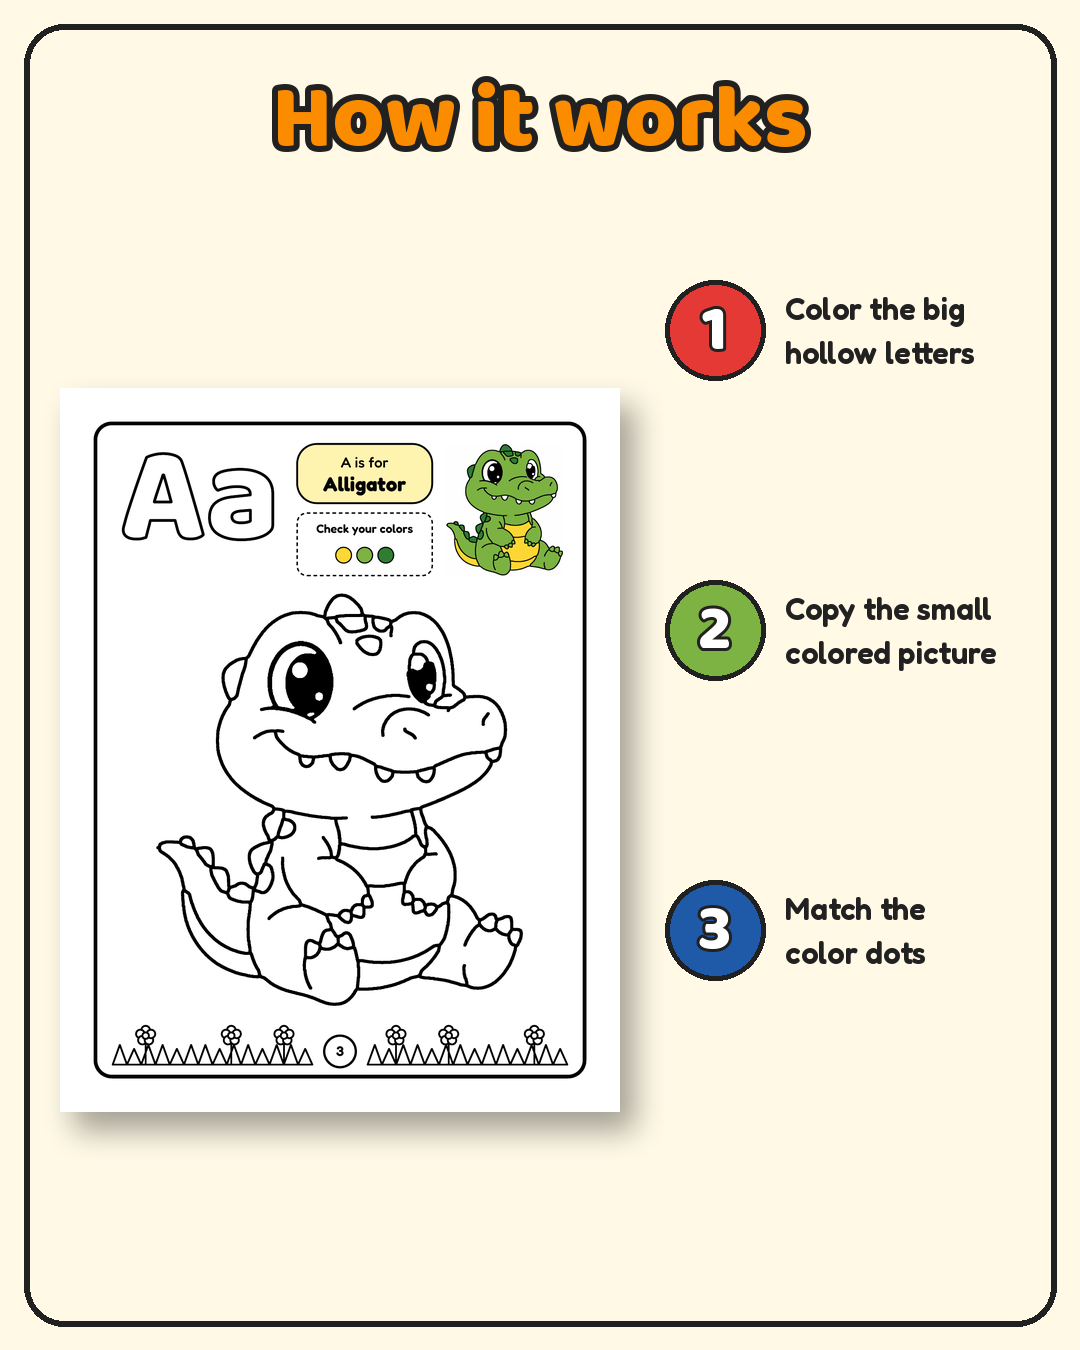 How it works
1
Color the big
hollow letters
Aa
A is for
Alligator
Check your colors
2
Copy the small
colored picture
3
Match the
color dots
3